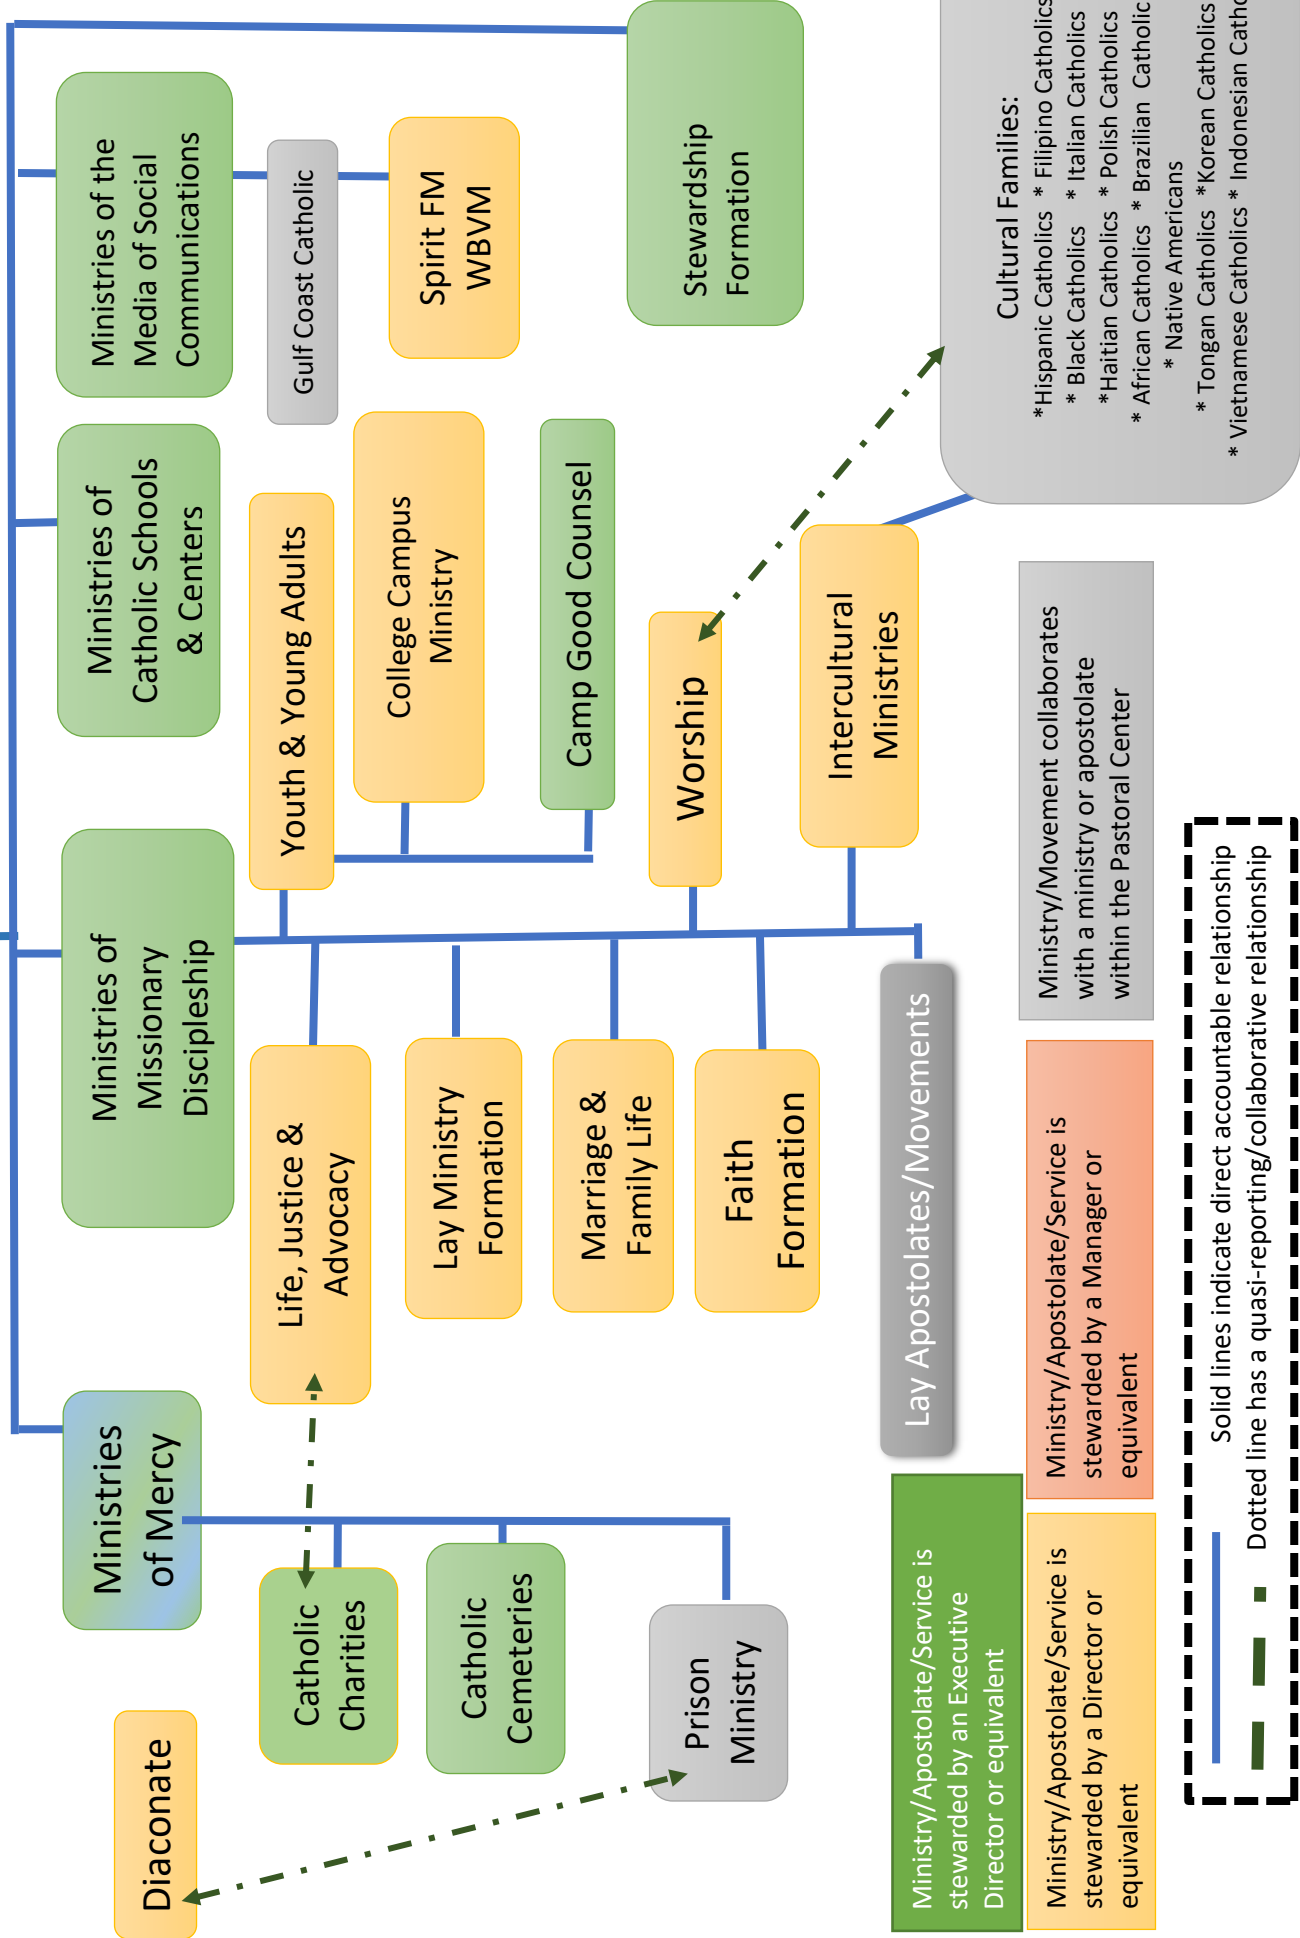 Diaconate
Ministries
of Mercy
Ministries of
Missionary
Discipleship
Ministries of
Catholic Schools
& Centers
Ministries of the
Media of Social
Communications
Catholic
Charities
Catholic
Cemeteries
Prison
Ministry
Life, Justice &
Advocacy
Lay Ministry
Formation
Marriage &
Family Life
Faith
Formation
Lay Apostolates/Movements
Youth & Young Adults
College Campus
Ministry
Camp Good Counsel
Worship
Intercultural
Ministries
Gulf Coast Catholic
Spirit FM
WBVM
Stewardship
Formation
Cultural Families:
*Hispanic Catholics * Filipino Catholics
* Black Catholics * Italian Catholics
*Haitian Catholics * Polish Catholics
* African Catholics * Brazilian Catholic
* Native Americans
* Tongan Catholics *Korean Catholics
* Vietnamese Catholics * Indonesian
Ministry/Apostolate/Service is
stewarded by an Executive
Director or equivalent
Ministry/Apostolate/Service is
stewarded by a Director or
equivalent
Ministry/Apostolate/Service is
stewarded by a Manager or
equivalent
Ministry/Movement collaborates
with a ministry or apostolate
within the Pastoral Center
Solid lines indicate direct accountable relationship
Dotted line has a quasi-reporting/collaborative relationship